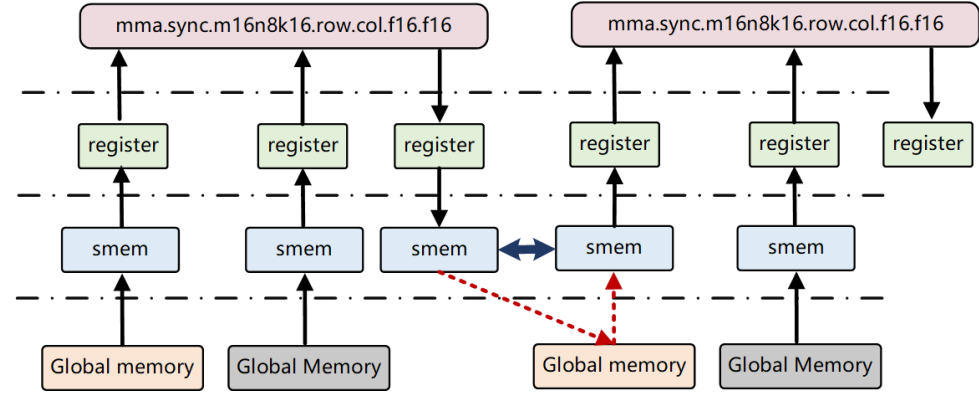 mma.sync.m16n8k16.row.col.f16.f16
mma.sync.m16n8k16.row.col.f16.f16
register
register
register
register
register
register
smem
smem
smem
smem
smem
Global memory
Global Memory
Global memory
Global Memory